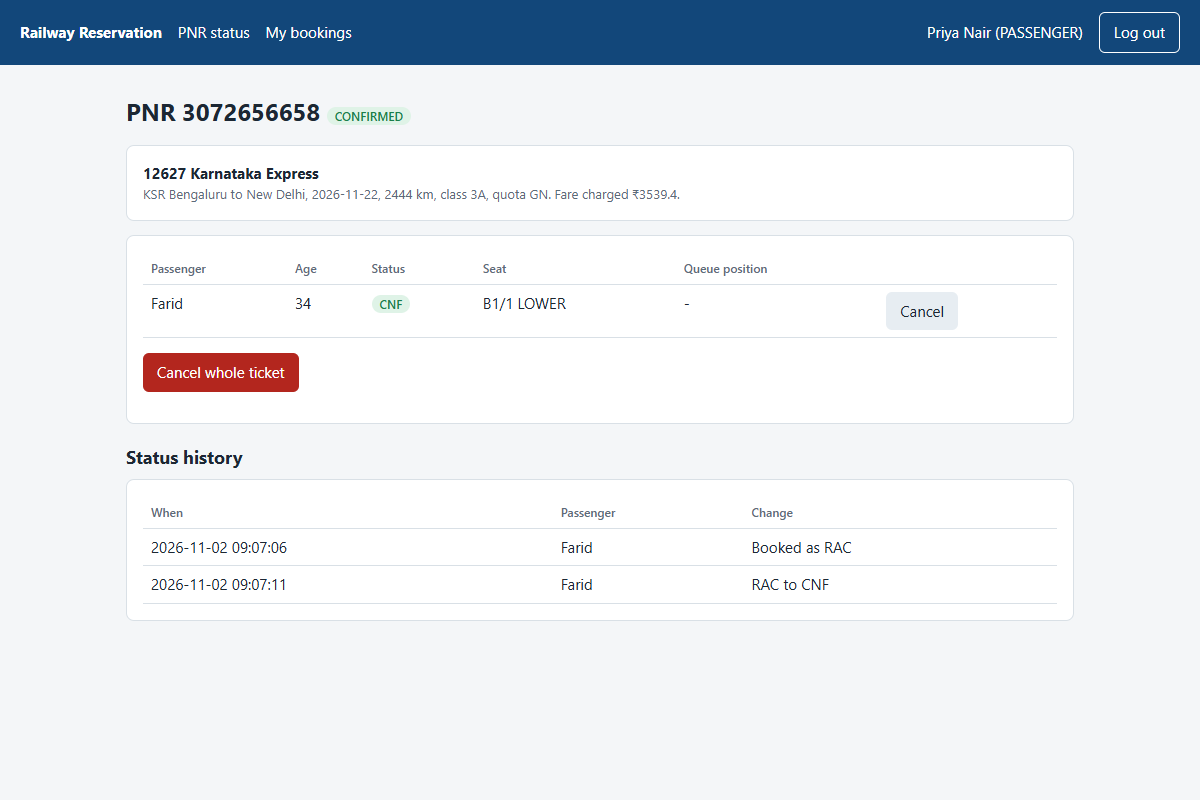 Railway Reservation PNR status My bookings Priya Nair (PASSENGER) Log out
PNR 3072656658 CONFIRMED
12627 Karnataka Express
KSR Bengaluru to New Delhi, 2026-11-22, 2444 km, class 3A, quota GN. Fare charged ₹3539.4.
Passenger Age Status Seat Queue position
Farid 34 CNF B1/1 LOWER - Cancel
Cancel whole ticket
Status history
When Passenger Change
2026-11-02 09:07:06 Farid Booked as RAC
2026-11-02 09:07:11 Farid RAC to CNF